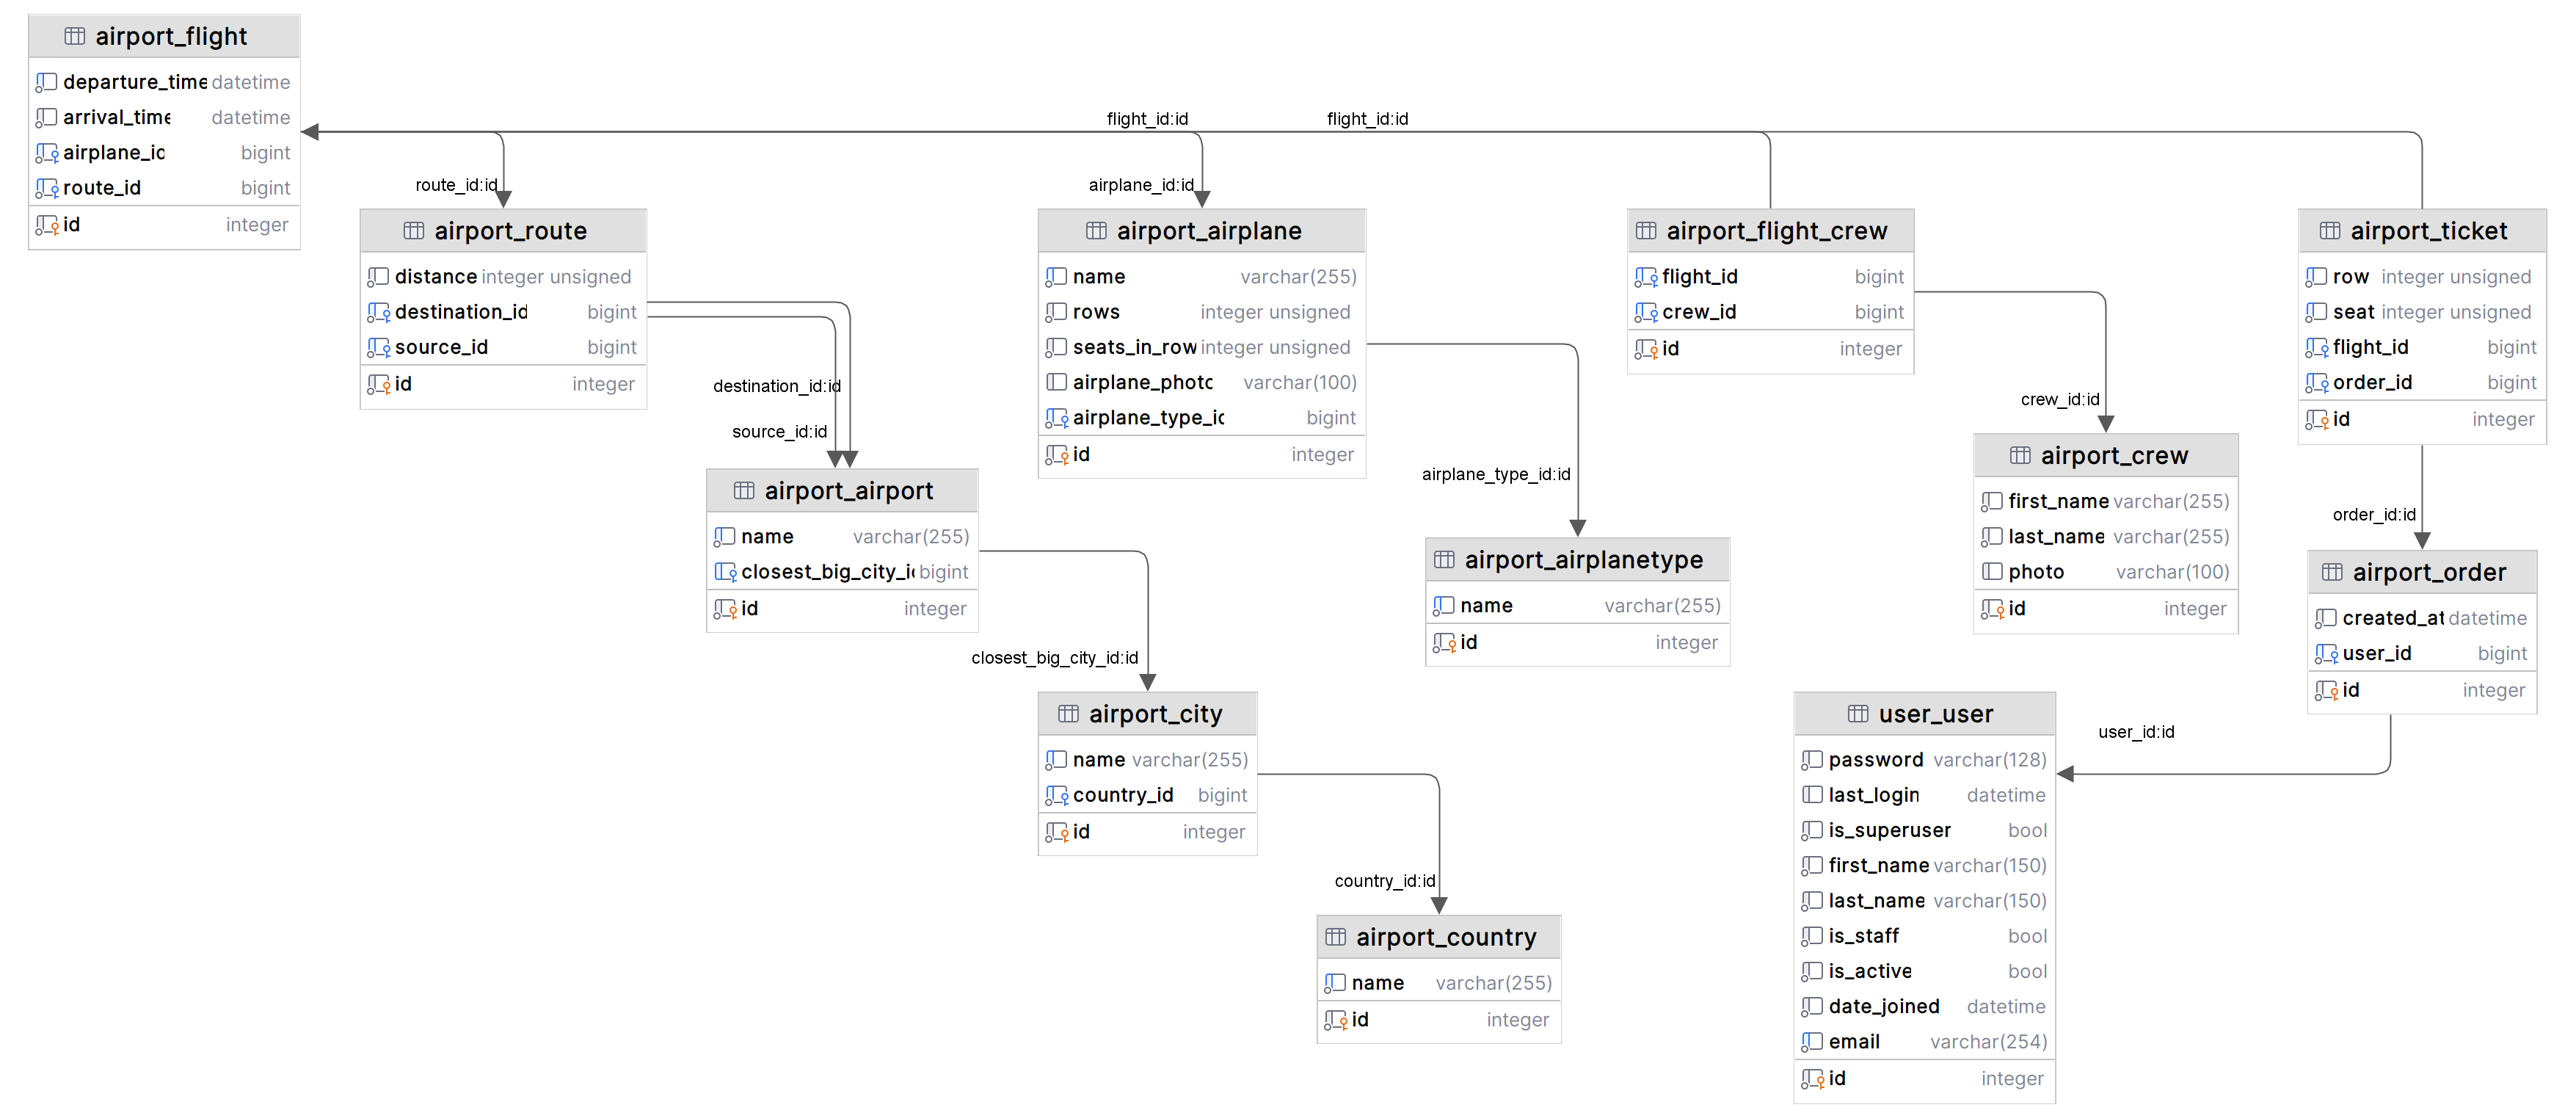 airport_flight
departure_time datetime
arrival_time datetime
airplane_id bigint
route_id bigint
id integer
flight_id:id
flight_id:id
route_id:id
airplane_id:id
airport_route
distance integer unsigned
destination_id bigint
source_id bigint
id integer
airport_airplane
name varchar(255)
rows integer unsigned
seats_in_row integer unsigned
airplane_photo varchar(100)
airplane_type_id bigint
id integer
airport_flight_crew
flight_id bigint
crew_id bigint
id integer
airport_ticket
row integer unsigned
seat integer unsigned
flight_id bigint
order_id bigint
id integer
destination_id:id
source_id:id
airplane_type_id:id
crew_id:id
order_id:id
airport_airport
name varchar(255)
closest_big_city_id bigint
id integer
airport_airplanetype
name varchar(255)
id integer
airport_crew
first_name varchar(255)
last_name varchar(255)
photo varchar(100)
id integer
airport_order
created_at datetime
user_id bigint
id integer
closest_big_city_id:id
user_id:id
airport_city
name varchar(255)
country_id bigint
id integer
country_id:id
airport_country
name varchar(255)
id integer
user_user
password varchar(128)
last_login datetime
is_superuser bool
first_name varchar(150)
last_name varchar(150)
is_staff bool
is_active bool
date_joined datetime
email varchar(254)
id integer